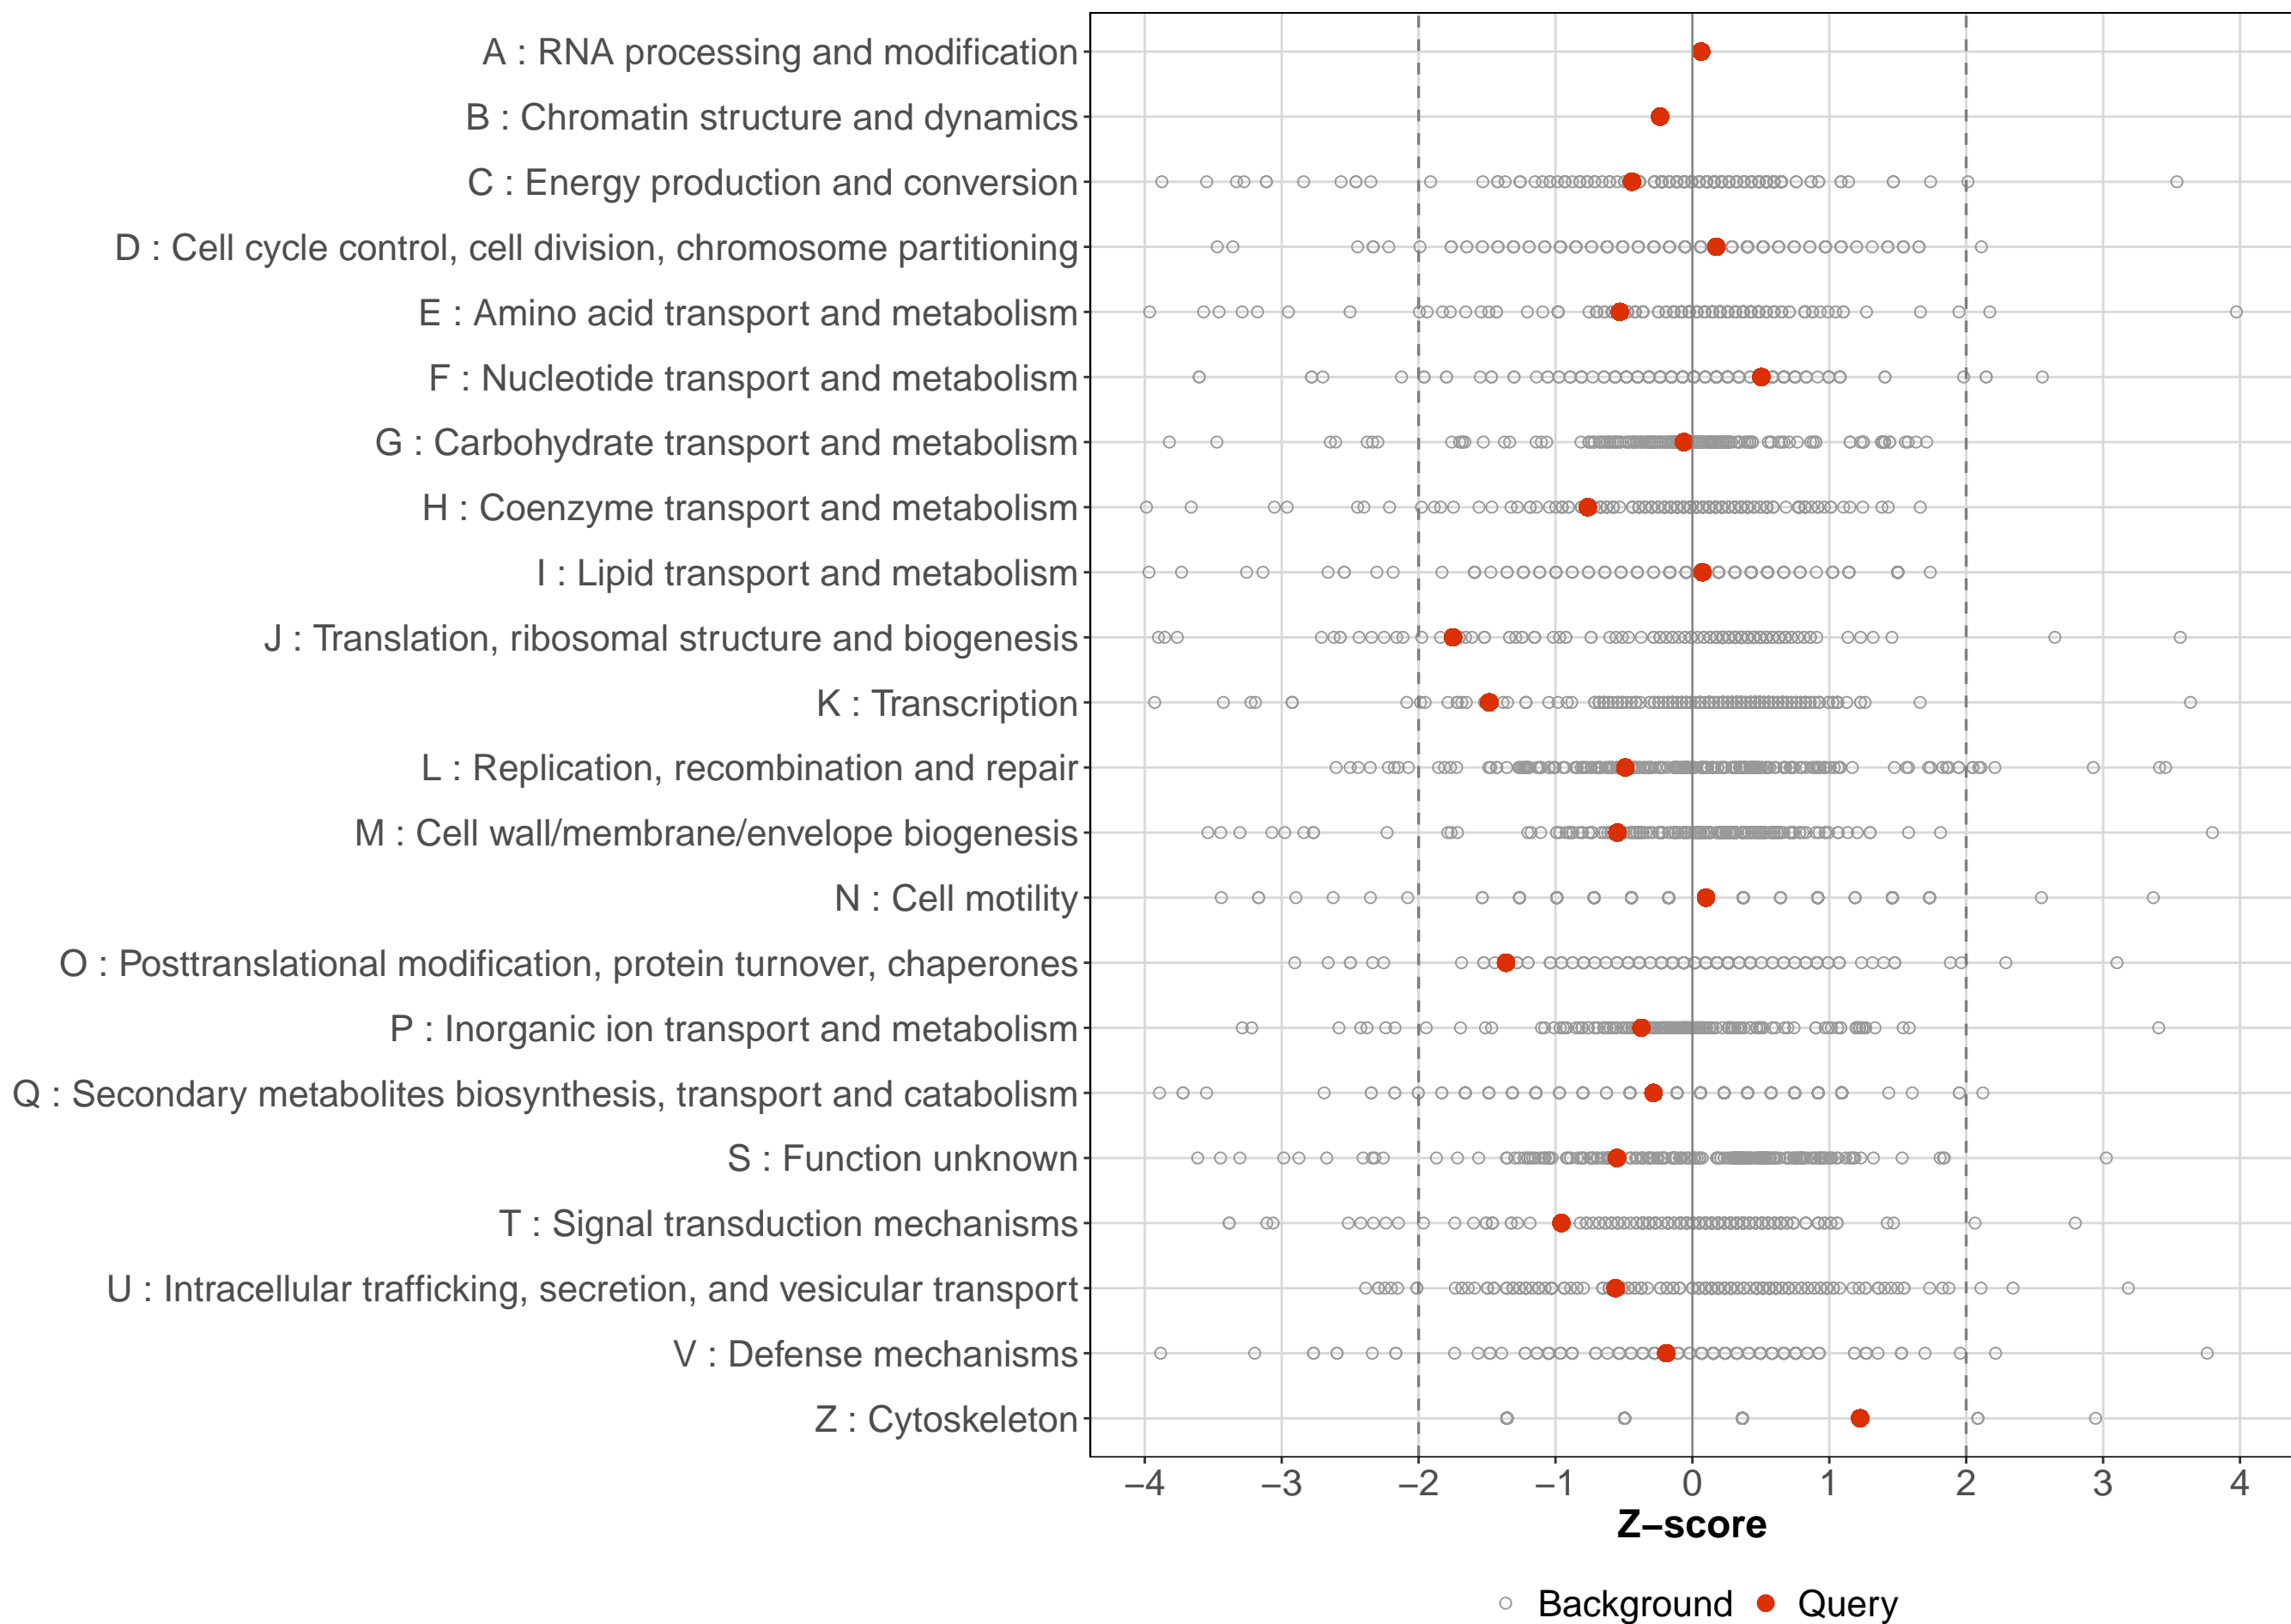 A : RNA processing and modification
B : Chromatin structure and dynamics
C : Energy production and conversion
D : Cell cycle control, cell division, chromosome partitioning
E : Amino acid transport and metabolism
F : Nucleotide transport and metabolism
G : Carbohydrate transport and metabolism
H : Coenzyme transport and metabolism
I : Lipid transport and metabolism
J : Translation, ribosomal structure and biogenesis
K : Transcription
L : Replication, recombination and repair
M : Cell wall/membrane/envelope biogenesis
N : Cell motility
O : Posttranslational modification, protein turnover, chaperones
P : Inorganic ion transport and metabolism
Q : Secondary metabolites biosynthesis, transport and catabolism
S : Function unknown
T : Signal transduction mechanisms
U : Intracellular trafficking, secretion, and vesicular transport
V : Defense mechanisms
Z : Cytoskeleton
−4 −3 −2 −1 0 1 2 3 4
Z−score
Background Query